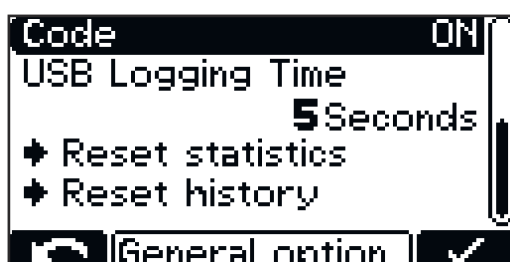 Code ON
USB Logging Time
5 Seconds
Reset statistics
Reset history
General option